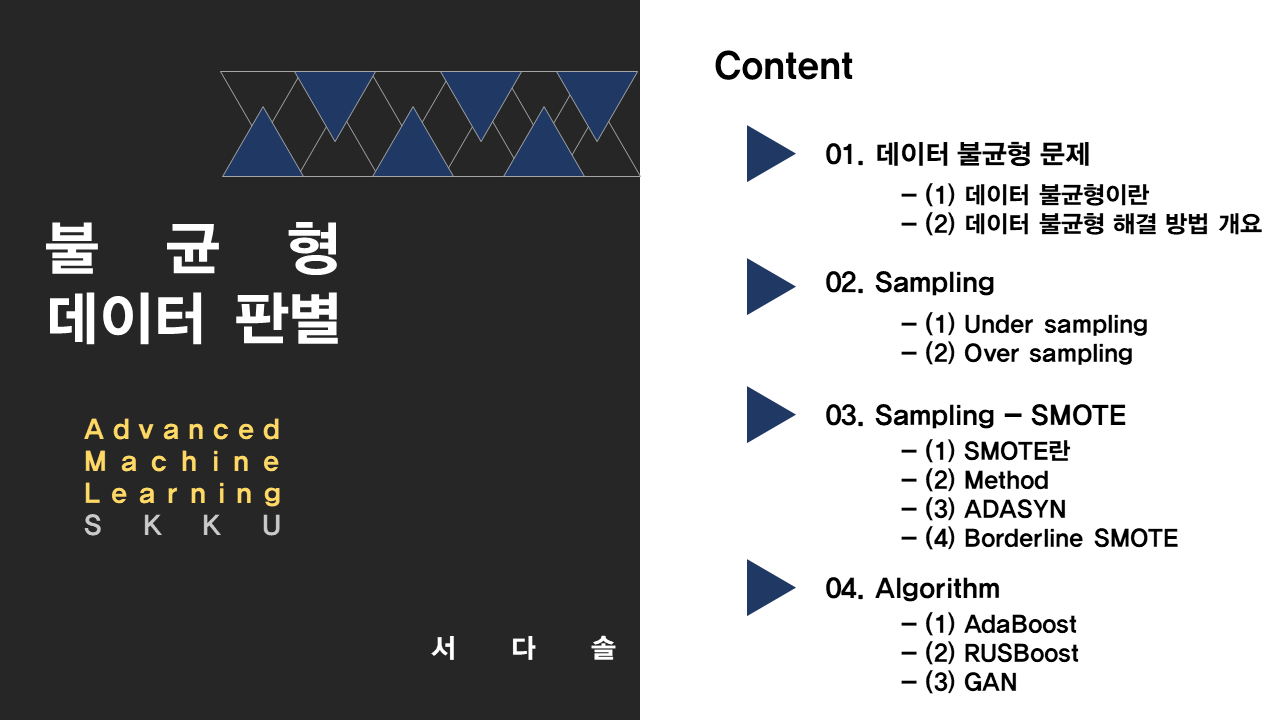 불 균 형
데이터 판별
Advanced
Machine
Learning
SKKU
서 다 솔
Content
01. 데이터 불균형 문제
– (1) 데이터 불균형이란
– (2) 데이터 불균형 해결 방법 개요
02. Sampling
– (1) Under sampling
– (2) Over sampling
03. Sampling – SMOTE
– (1) SMOTE란
– (2) Method
– (3) ADASYN
– (4) Borderline SMOTE
04. Algorithm
– (1) AdaBoost
– (2) RUSBoost
– (3) GAN